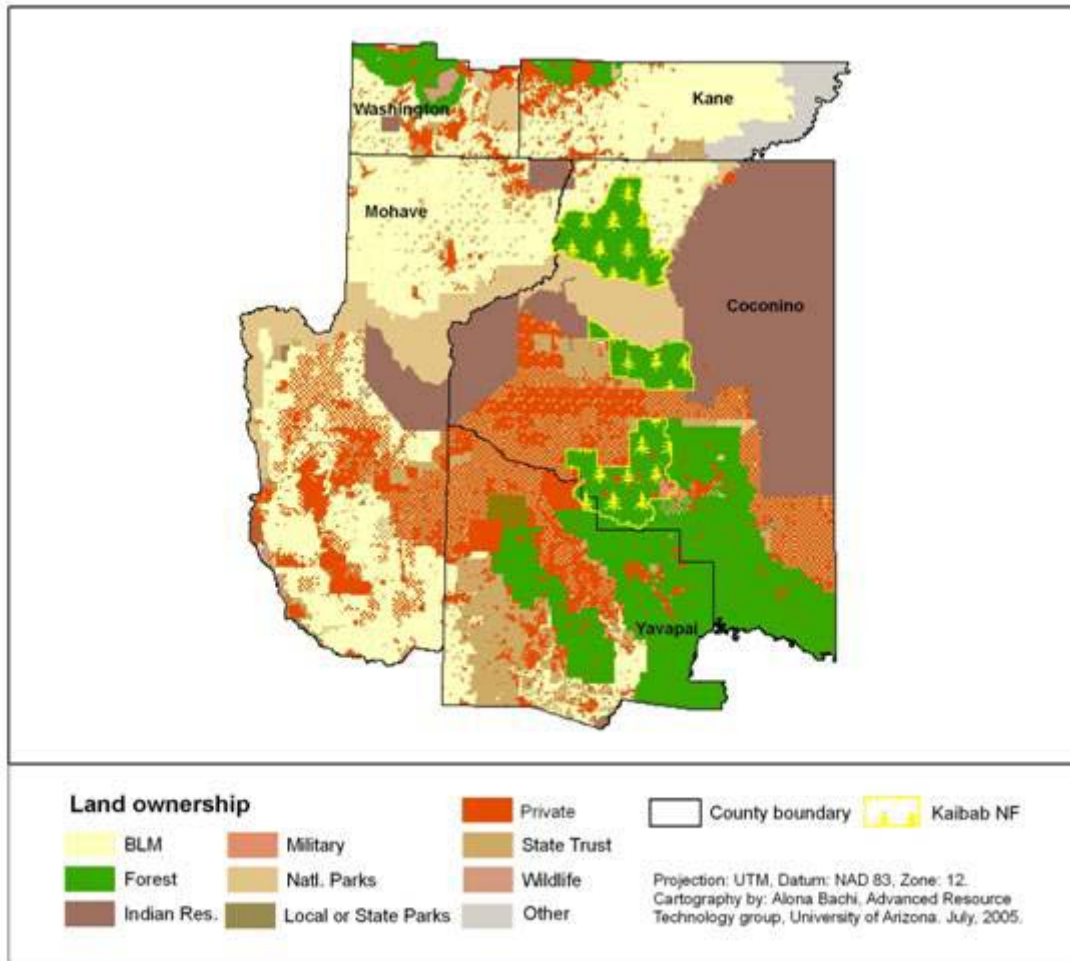 Washington
Kane
Mohave
Coconino
Yavapai
Land ownership
BLM
Forest
Indian Res.
Military
Natl. Parks
Local or State Parks
Private
State Trust
Wildlife
Other
County boundary
Kaibab NF
Projection: UTM, Datum: NAD 83, Zone: 12.
Cartography by: Alona Bachi, Advanced Resource
Technology group, University of Arizona. July, 2005.